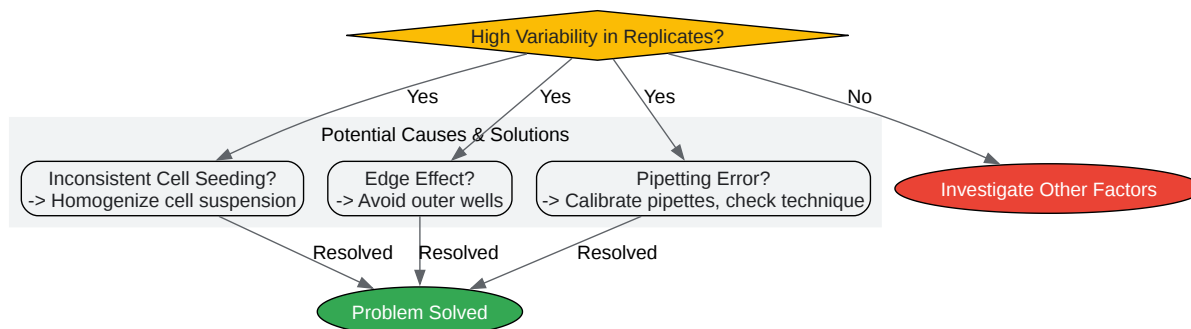 High Variability in Replicates?
Yes
Yes
Yes
No
Potential Causes & Solutions
Inconsistent Cell Seeding?
-> Homogenize cell suspension
Edge Effect?
-> Avoid outer wells
Pipetting Error?
-> Calibrate pipettes, check technique
Investigate Other Factors
Resolved
Resolved
Resolved
Problem Solved